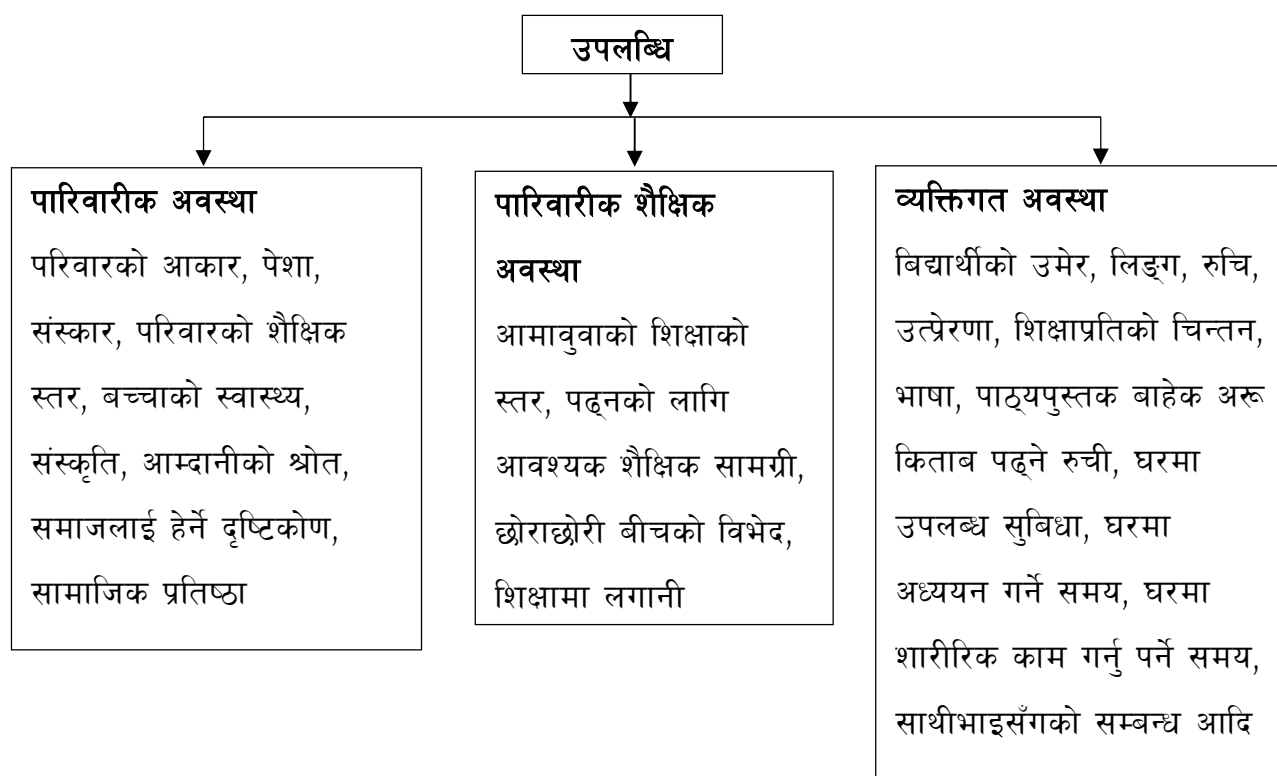 उपलब्धि
पारिवारीक अवस्था
परिवारको आकार, पेशा,
संस्कार, परिवारको शैक्षिक
स्तर, बच्चाको स्वास्थ्य,
संस्कृति, आम्दानीको श्रोत,
समाजलाई हेर्ने दृष्टिकोण,
सामाजिक प्रतिष्ठा
पारिवारीक शैक्षिक
अवस्था
आमावुवाको शिक्षाको
स्तर, पढ्नको लागि
आवश्यक शैक्षिक सामग्री,
छोराछोरी बीचको विभेद,
शिक्षामा लगानी
व्यक्तिगत अवस्था
बिद्यार्थीको उमेर, लिङ्ग, रुचि,
उत्प्रेरणा, शिक्षाप्रतिको चिन्तन,
भाषा, पाठ्यपुस्तक बाहेक अरू
किताब पढ्ने रुची, घरमा
उपलब्ध सुबिधा, घरमा
अध्ययन गर्ने समय, घरमा
शारीरिक काम गर्नु पर्ने समय,
साथीभाइसँगको सम्बन्ध आदि